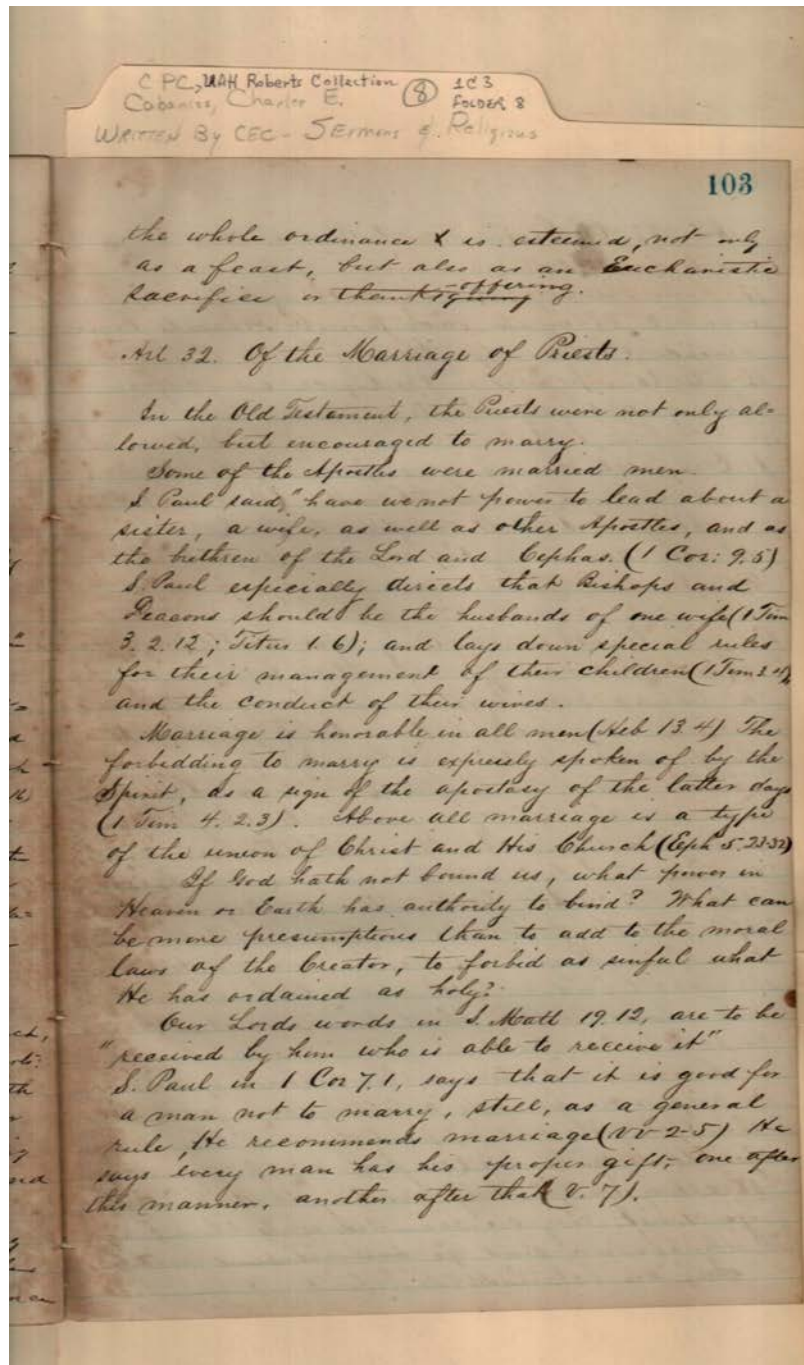 C PC, UAH Roberts Collection (8) 1C3
Cabaniss, Charles E. FOLDER 8
WRITTEN By CEC - SERMONS & Religious
103
the whole ordinance X is esteemed, not only
as a feast, but also as an Eucharistic
sacrifice or thanksgiving -offering.
Art 32. Of the Marriage of Priests.
In the Old Testament, the Priests were not only al=
lowed, but encouraged to marry.
Some of the Apostles were married men.
S. Paul said, "have we not power to lead about a
sister, a wife, as well as other Apostles, and as
the bethren of the Lord and Cephas. (1 Cor: 9.5)
S. Paul especially directs that Bishops and
Deacons should be the husbands of one wife (1 Tim
3. 2. 12; Titus 1. 6); and lays down special rules
for their management of their children (1 Tim
and the conduct of their wives.
Marriage is honorable in all men (Heb 13.4) The
forbidding to marry is expressly spoken of by the
Spirit, as a sign of the apostasy of the latter days
(1 Tim 4. 2.3). Above all marriage is a type
of the union of Christ and His Church (Eph 5.23-32)
If God hath not bound us, what power in
Heaven or Earth has authority to bind? What can
be more presumptious than to add to the moral
laws of the Creator, to forbid as sinful what
He has ordained as holy?
Our Lords words in S. Matt 19.12, are to be
"received by him who is able to receive it"
S. Paul in 1 Cor 7.1, says that it is good for
a man not to marry, still, as a general
rule, He recommends marriage (vv 2-5) He
says every man has his proper gift, one after
this manner, another after that (v. 7).